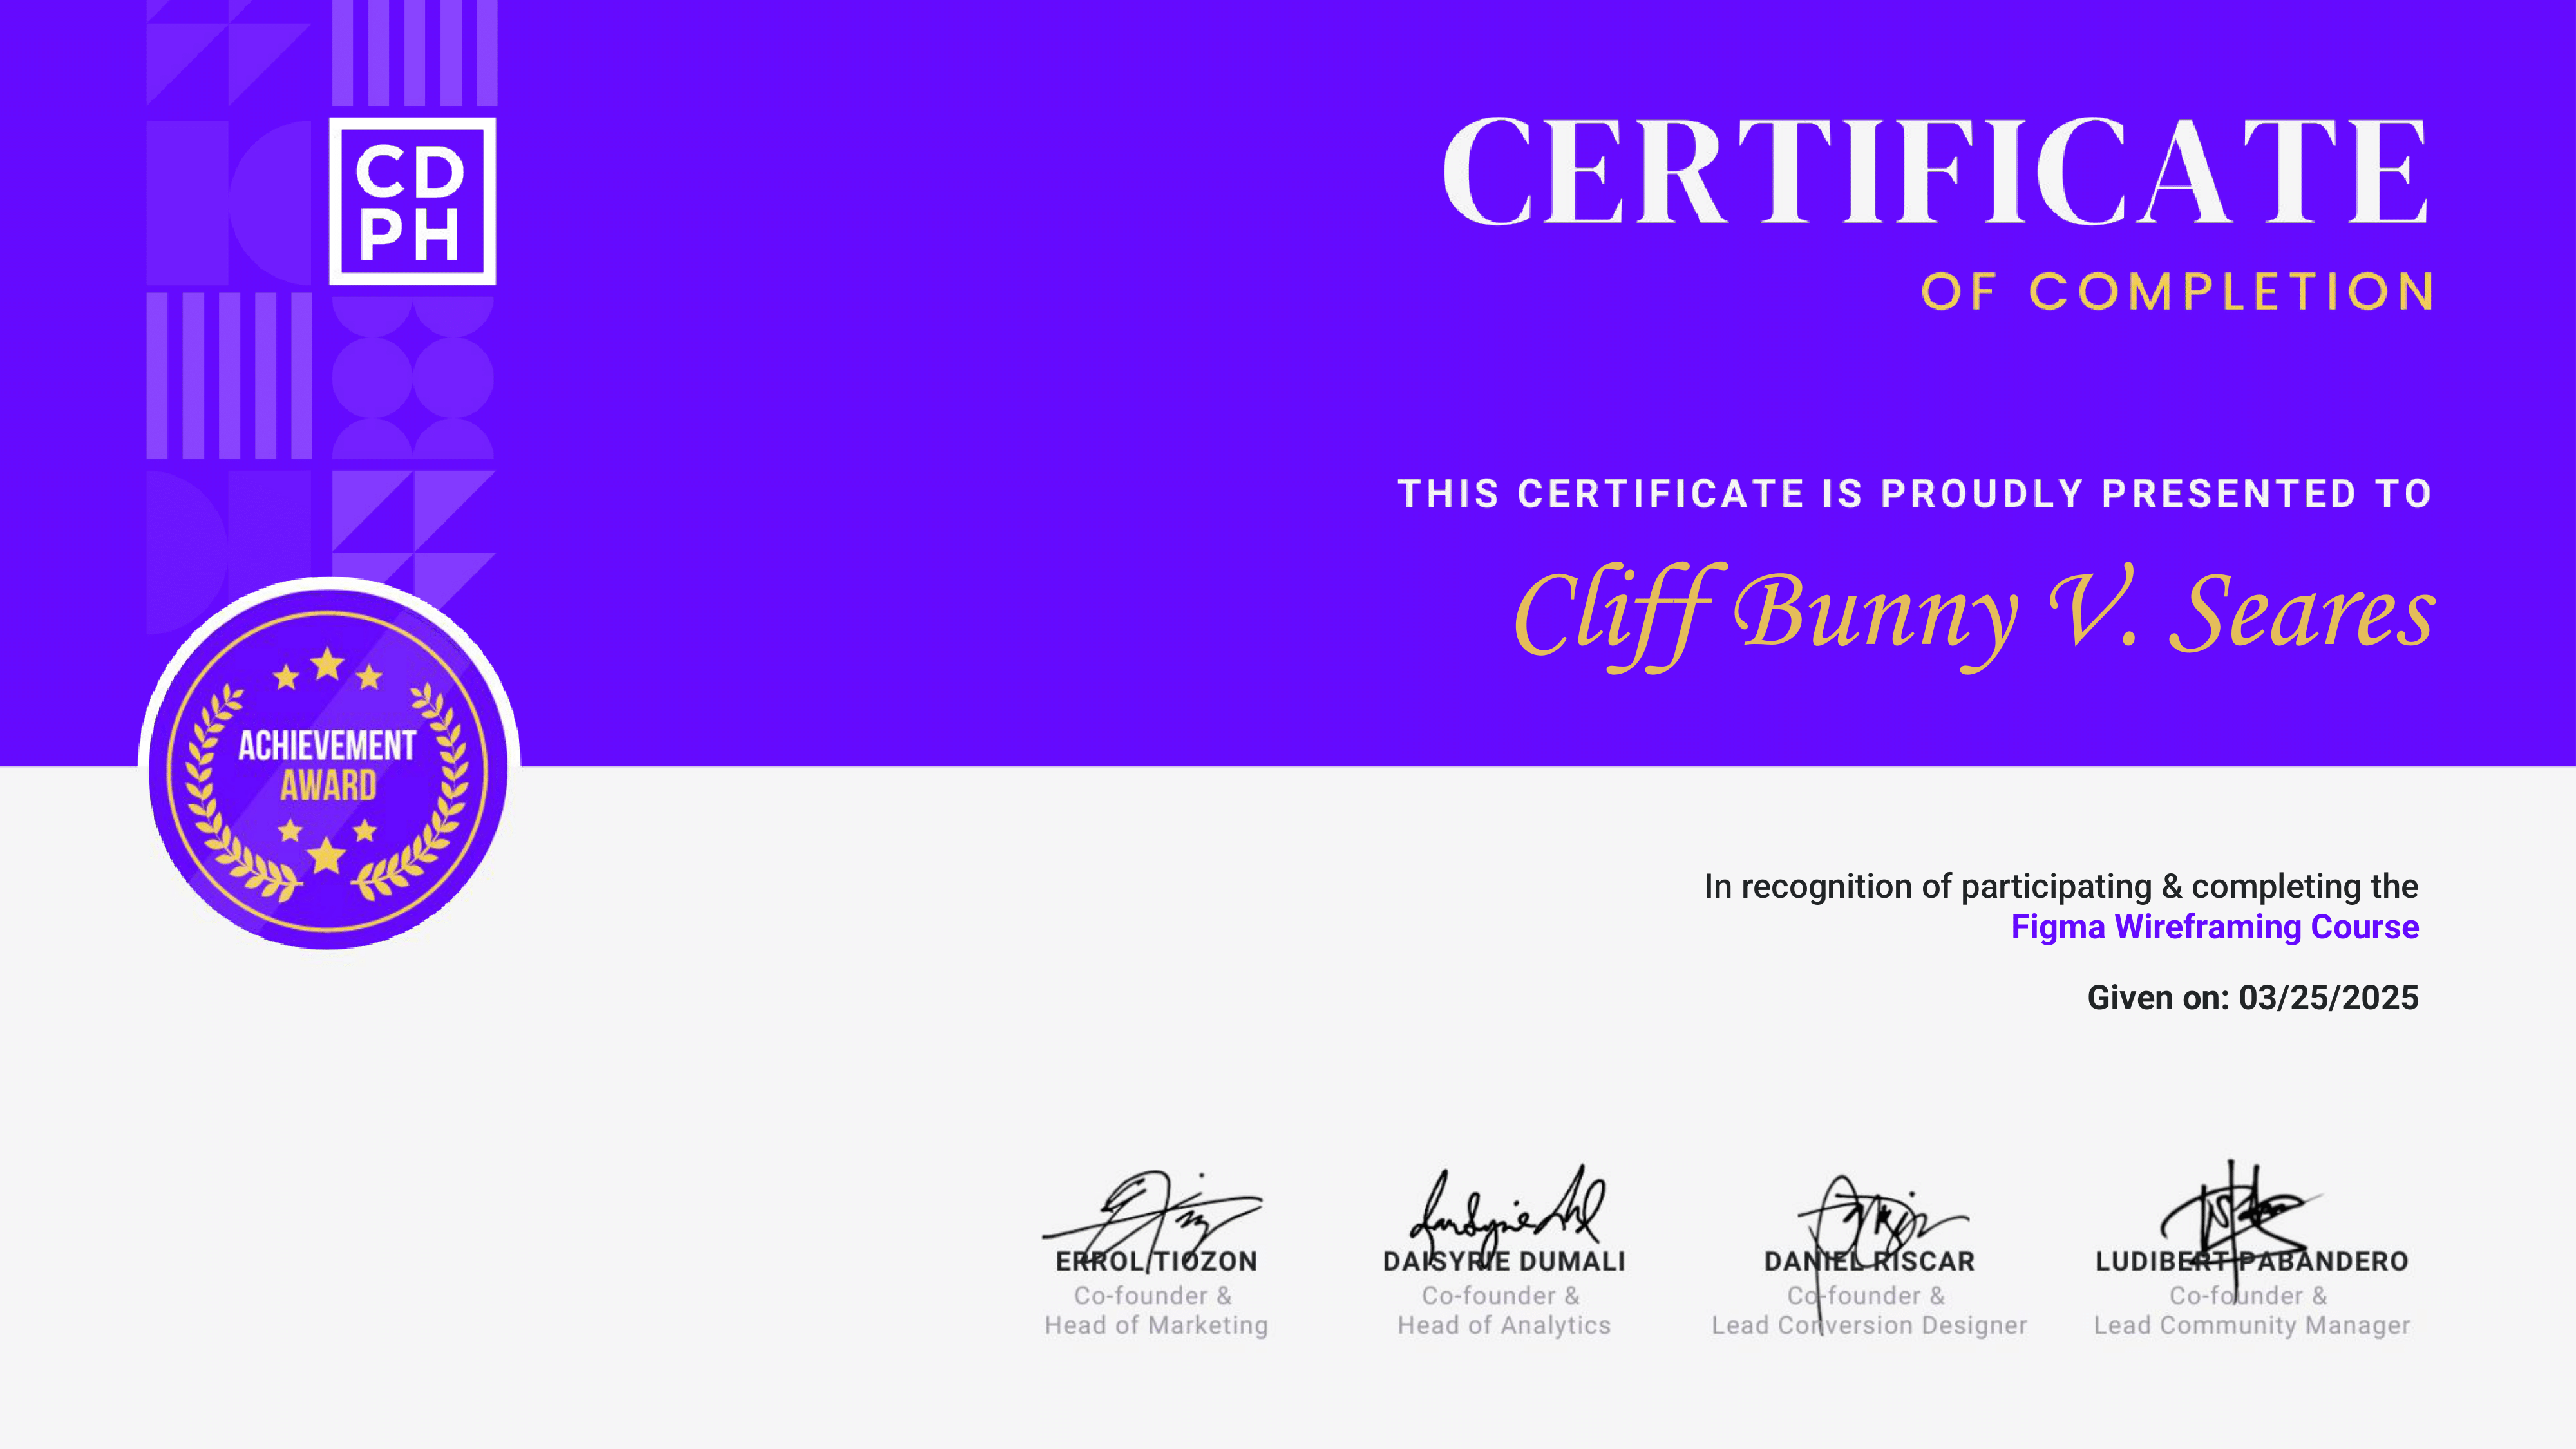 CD
PH
CERTIFICATE
OF COMPLETION
THIS CERTIFICATE IS PROUDLY PRESENTED TO
Cliff Bunny V. Seares
ACHIEVEMENT
AWARD
In recognition of participating & completing the
Figma Wireframing Course
Given on: 03/25/2025
ERROL TIOZON
Co-founder &
Head of Marketing
DAISYRIE DUMALI
Co-founder &
Head of Analytics
DANIEL RISCAR
Co-founder &
Lead Conversion Designer
LUDIBERT PABANDERO
Co-founder &
Lead Community Manager